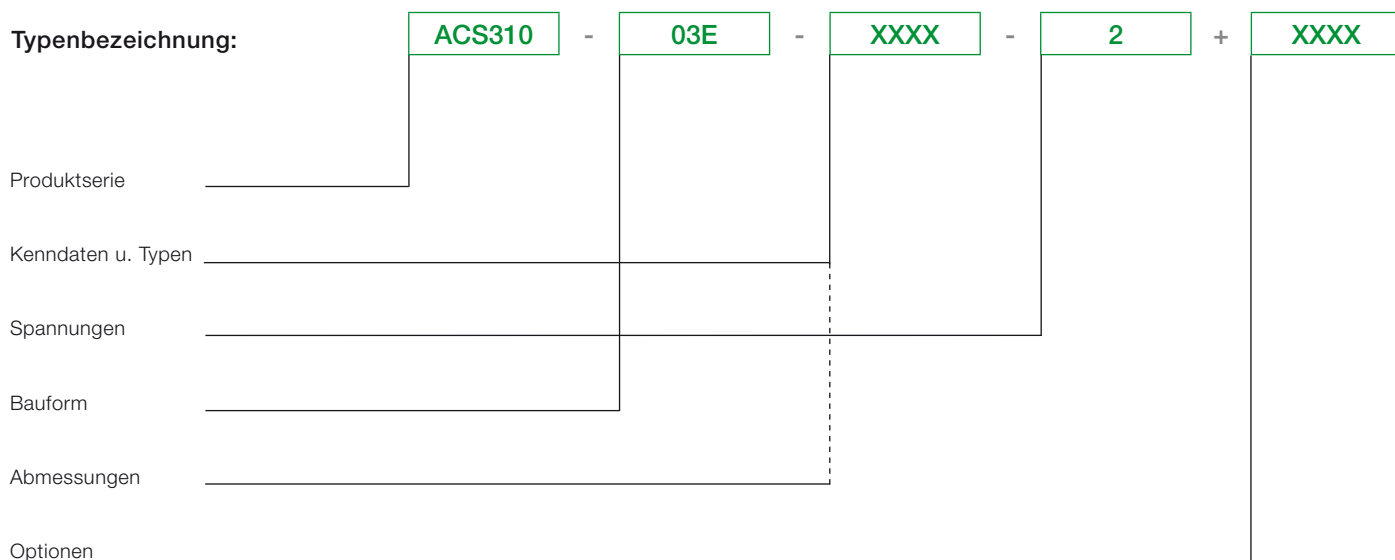 Typenbezeichnung: ACS310 - 03E - XXXX - 2 + XXXX
Produktserie
Kenndaten u. Typen
Spannungen
Bauform
Abmessungen
Optionen